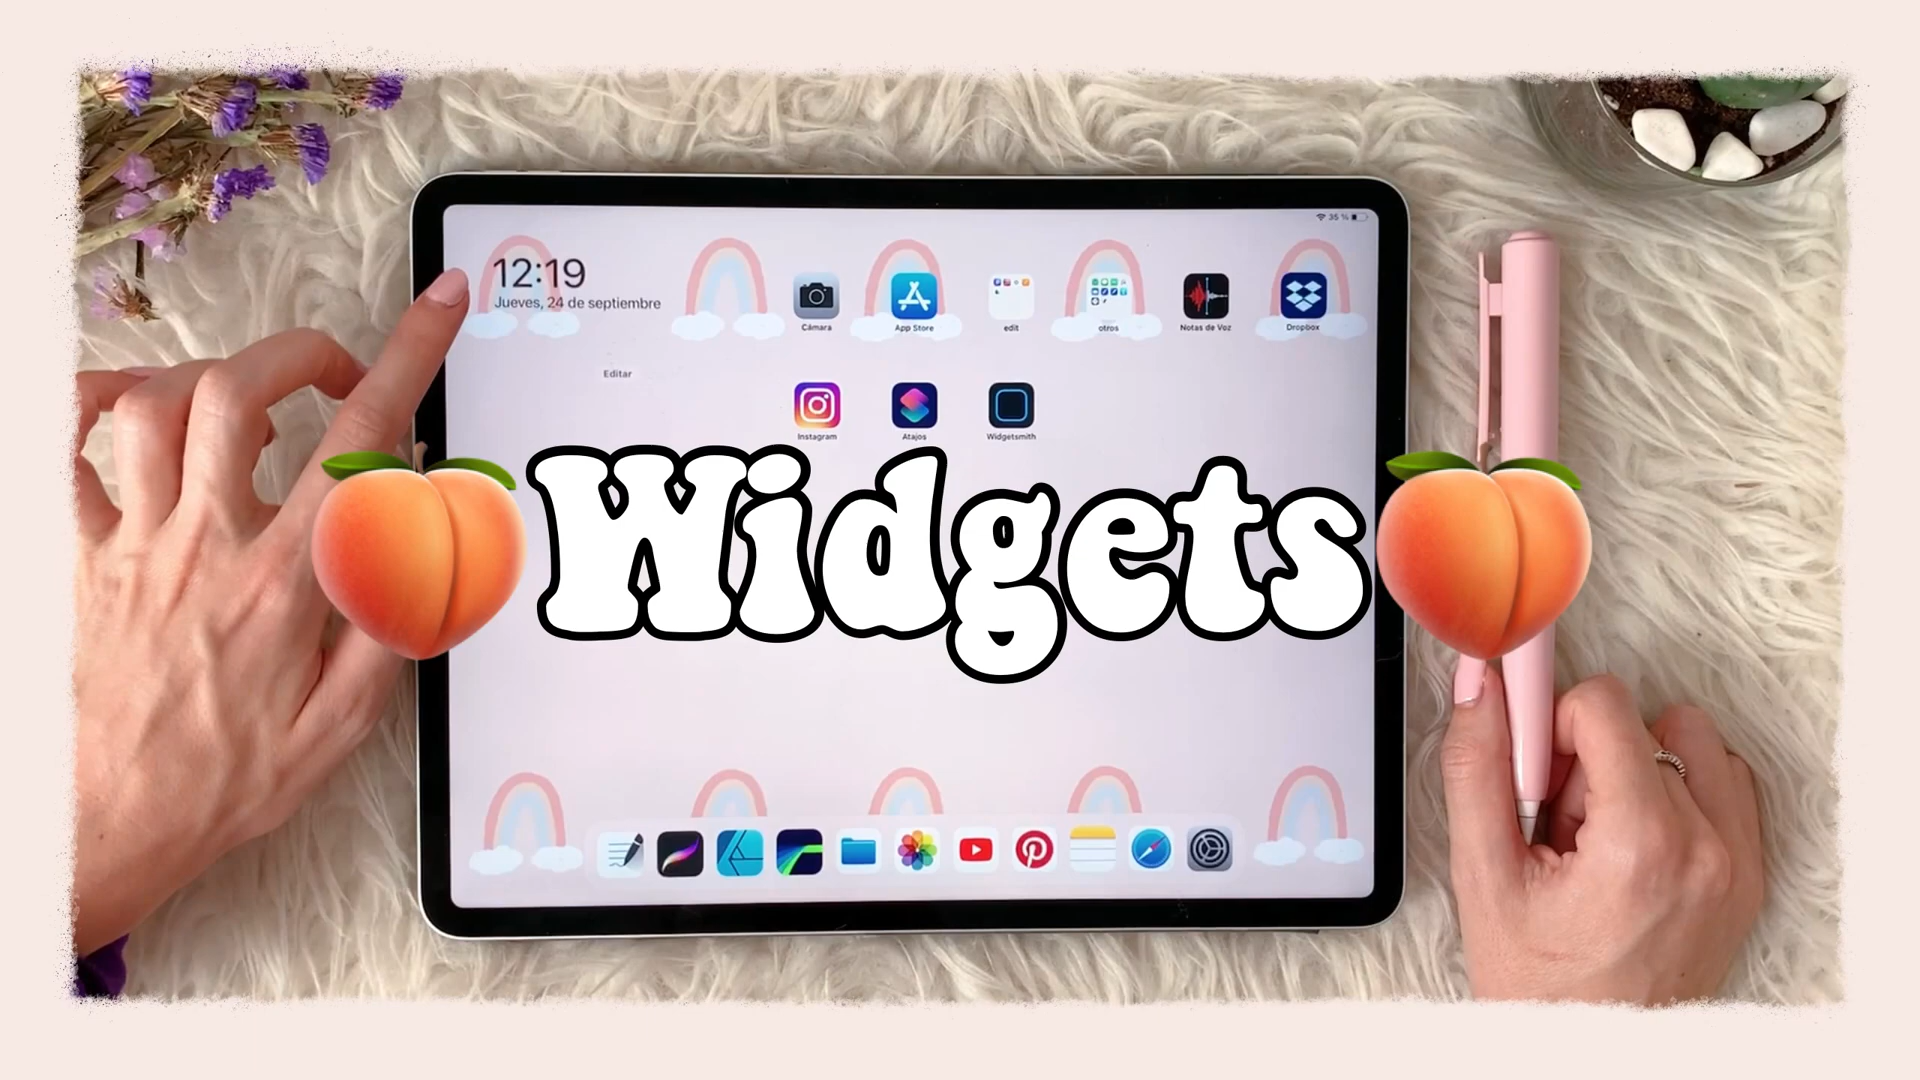 35 %
12:19
Jueves, 24 de septiembre
Cámara
App Store
edit
otros
Notas de Voz
Dropbox
Editar
Instagram
Atajos
Widgetsmith
Widgets